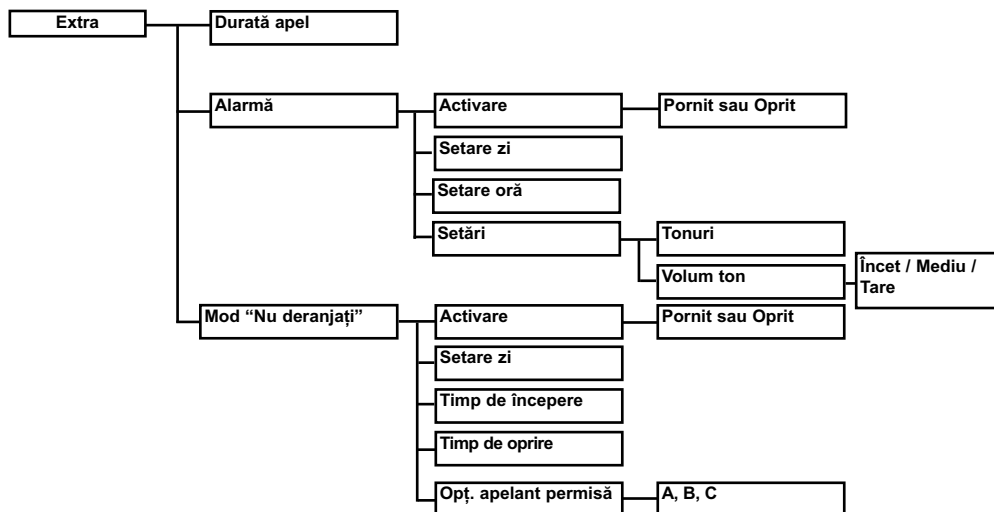 Extra
Durată apel
Alarmă
Activare
Pornit sau Oprit
Setare zi
Setare oră
Setări
Tonuri
Volum ton
Încet / Mediu /
Tare
Mod “Nu deranjați”
Activare
Pornit sau Oprit
Setare zi
Timp de începere
Timp de oprire
Opț. apelant permisă
A, B, C